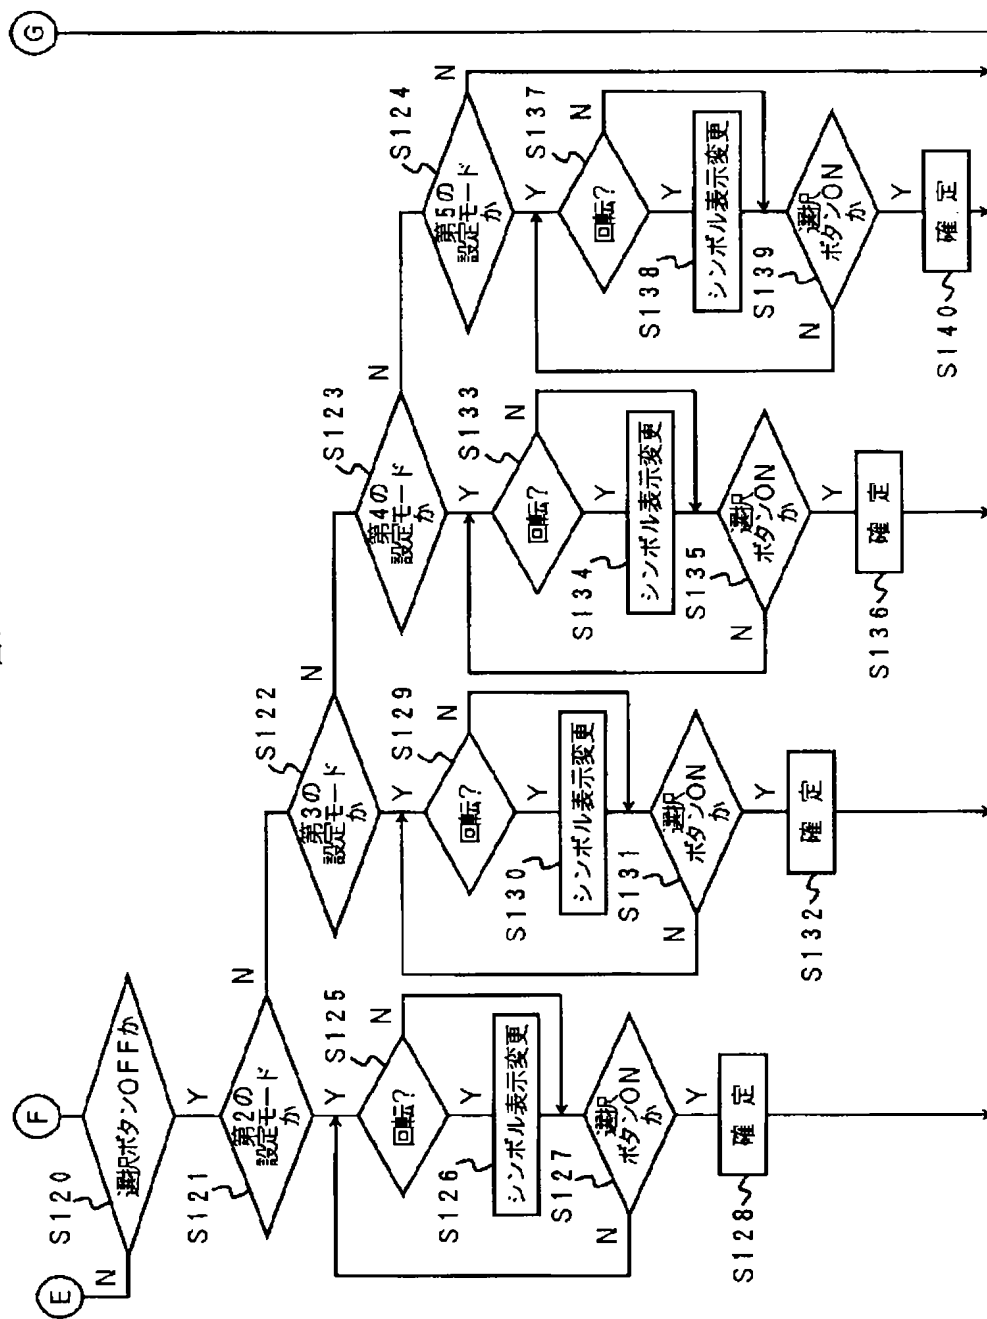 E
F
G
S120
選択ボタンOFFか
N
Y
S121
第2の
設定モード
か
N
Y
S122
第3の
設定モード
か
N
Y
S123
第4の
設定モード
か
N
Y
S124
第5の
設定モード
か
N
Y
S125
回転?
N
Y
S126
シンボル表示変更
S127
選択
ボタンON
か
N
Y
S128
確 定
S129
回転?
N
Y
S130
シンボル表示変更
S131
選択
ボタンON
か
N
Y
S132
確 定
S133
回転?
N
Y
S134
シンボル表示変更
S135
選択
ボタンON
か
N
Y
S136
確 定
S137
回転?
N
Y
S138
シンボル表示変更
S139
選択
ボタンON
か
N
Y
S140
確 定